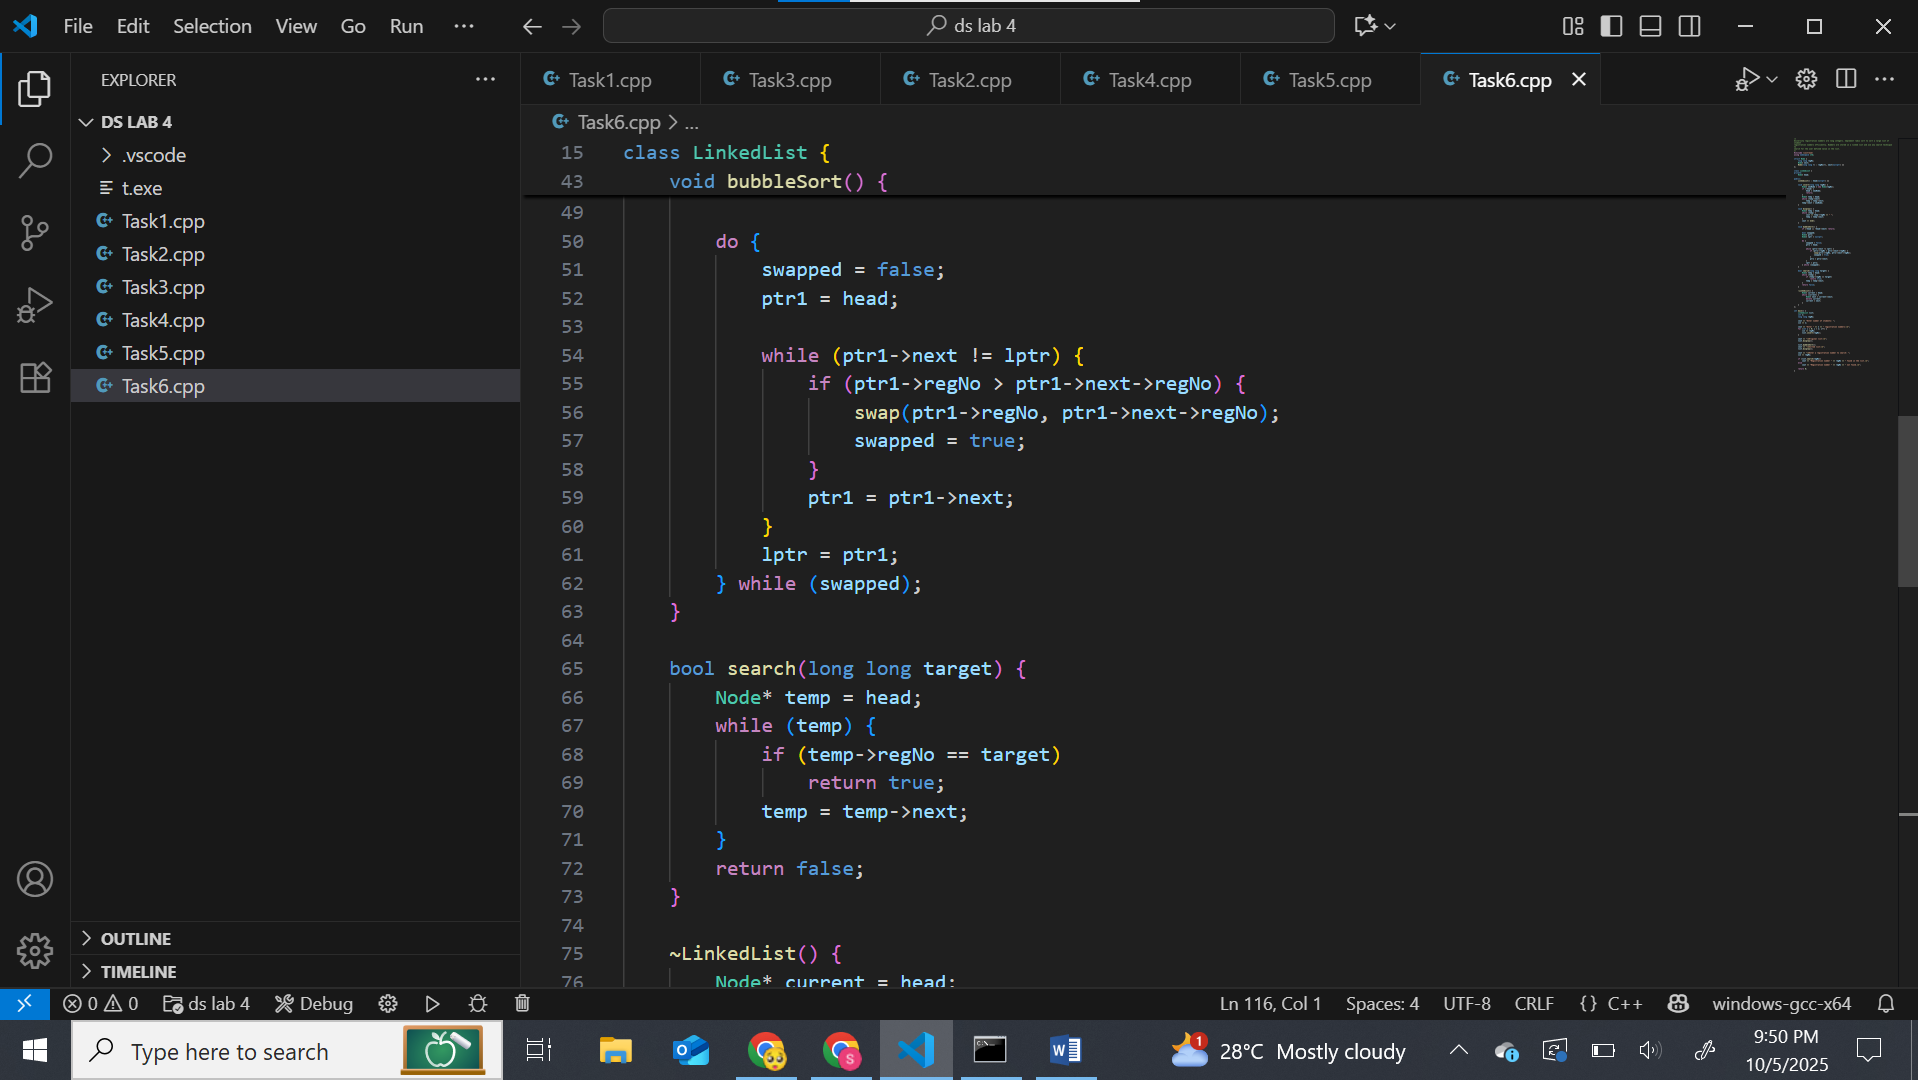 File Edit Selection View Go Run ···
ds lab 4
EXPLORER ···
Task1.cpp Task3.cpp Task2.cpp Task4.cpp Task5.cpp Task6.cpp
DS LAB 4
.vscode
t.exe
Task1.cpp
Task2.cpp
Task3.cpp
Task4.cpp
Task5.cpp
Task6.cpp
OUTLINE
TIMELINE
Task6.cpp > ...
15 class LinkedList {
43 void bubbleSort() {
49
50 do {
51 swapped = false;
52 ptr1 = head;
53
54 while (ptr1->next != lptr) {
55 if (ptr1->regNo > ptr1->next->regNo) {
56 swap(ptr1->regNo, ptr1->next->regNo);
57 swapped = true;
58 }
59 ptr1 = ptr1->next;
60 }
61 lptr = ptr1;
62 } while (swapped);
63 }
64
65 bool search(long long target) {
66 Node* temp = head;
67 while (temp) {
68 if (temp->regNo == target)
69 return true;
70 temp = temp->next;
71 }
72 return false;
73 }
74
75 ~LinkedList() {
76 Node* current = head;
0 0 ds lab 4 Debug Ln 116, Col 1 Spaces: 4 UTF-8 CRLF {} C++ windows-gcc-x64
Type here to search
1 28°C Mostly cloudy
9:50 PM
10/5/2025